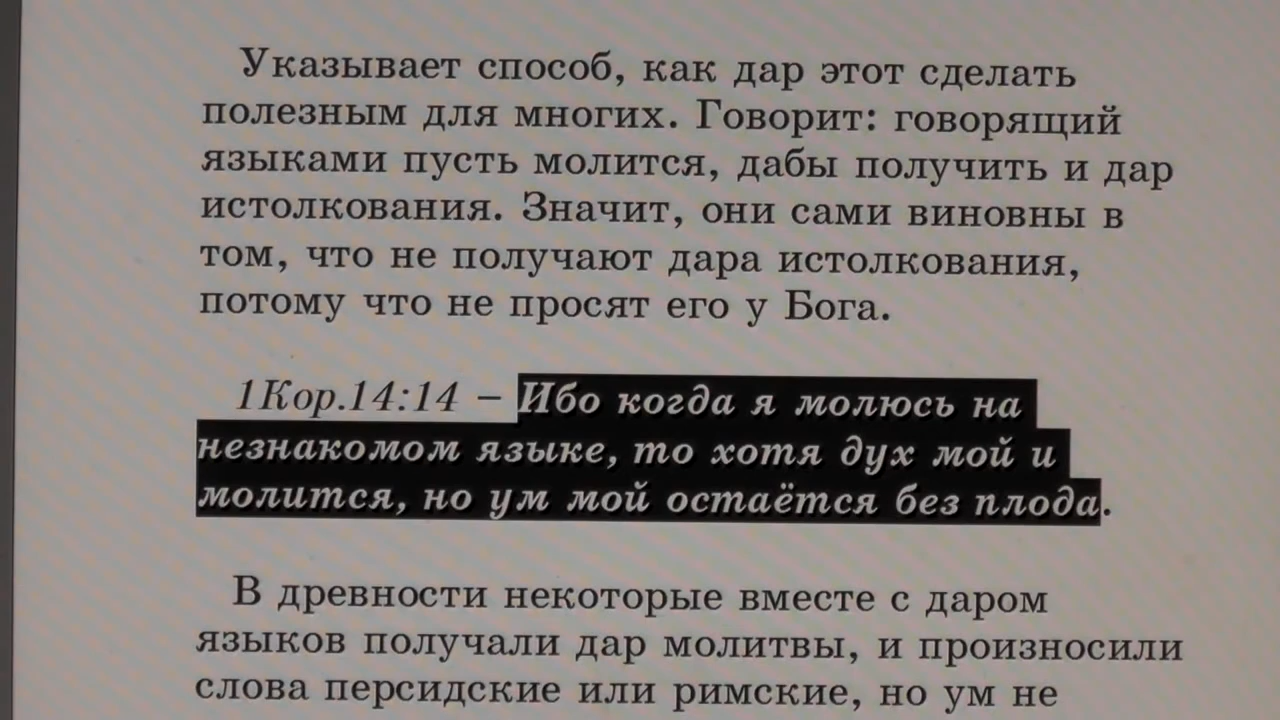 Указывает способ, как дар этот сделать
полезным для многих. Говорит: говорящий
языками пусть молится, дабы получить и дар
истолкования. Значит, они сами виновны в
том, что не получают дара истолкования,
потому что не просят его у Бога.
1Кор.14:14 – Ибо когда я молюсь на
незнакомом языке, то хотя дух мой и
молится, но ум мой остаётся без плода.
В древности некоторые вместе с даром
языков получали дар молитвы, и произносили
слова персидские или римские, но ум не